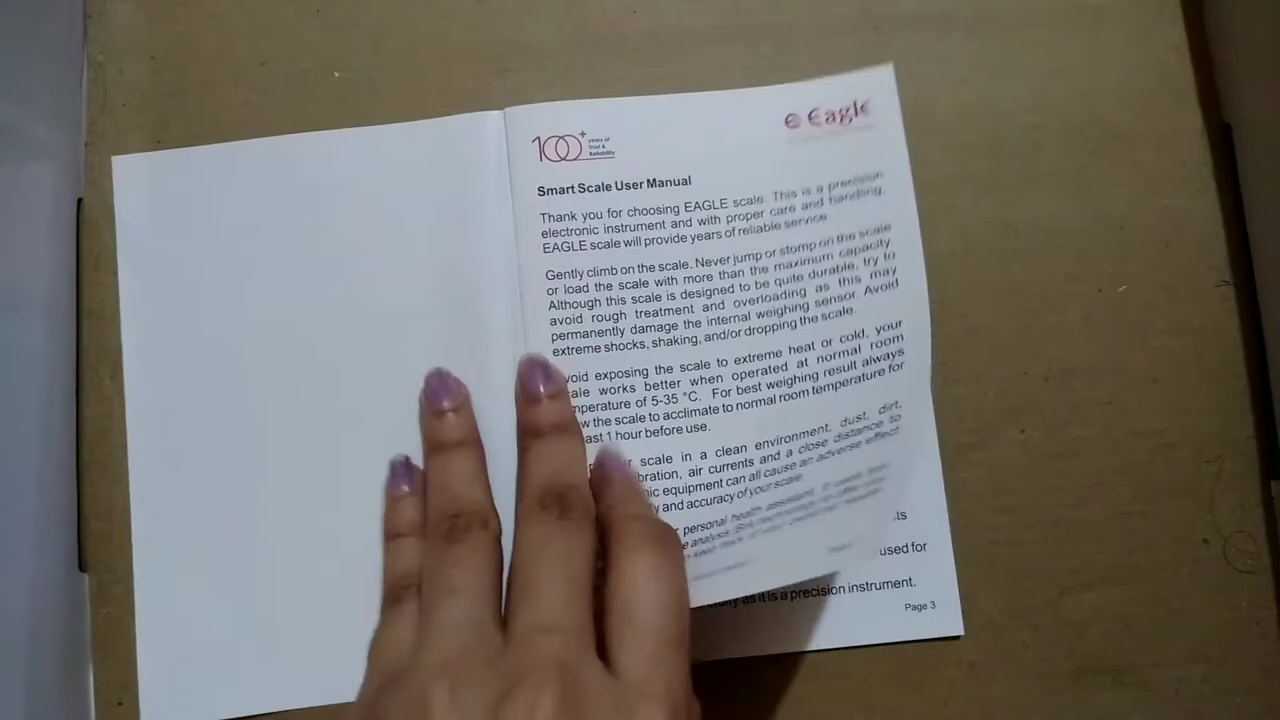 100+ years of
Trust &
Reliability
Eagle
Smart Scale User Manual
Thank you for choosing EAGLE scale. This is a precision
electronic instrument and with proper care and handling,
EAGLE scale will provide years of reliable service
Gently climb on the scale. Never jump or stomp on the scale
or load the scale with more than the maximum capacity
Although this scale is designed to be quite durable, try to
avoid rough treatment and overloading as this may
permanently damage the internal weighing sensor. Avoid
extreme shocks, shaking, and/or dropping the scale.
void exposing the scale to extreme heat or cold, your
ale works better when operated at normal room
mperature of 5-35 °C. For best weighing result always
w the scale to acclimate to normal room temperature for
ast 1 hour before use.
scale in a clean environment, dust, dirt,
bration, air currents and a close distance to
nic equipment can all cause an adverse effect
y and accuracy of your scale
personal health assistant. It
analysis
ts
used for
as it is a precision instrument.
Page 3